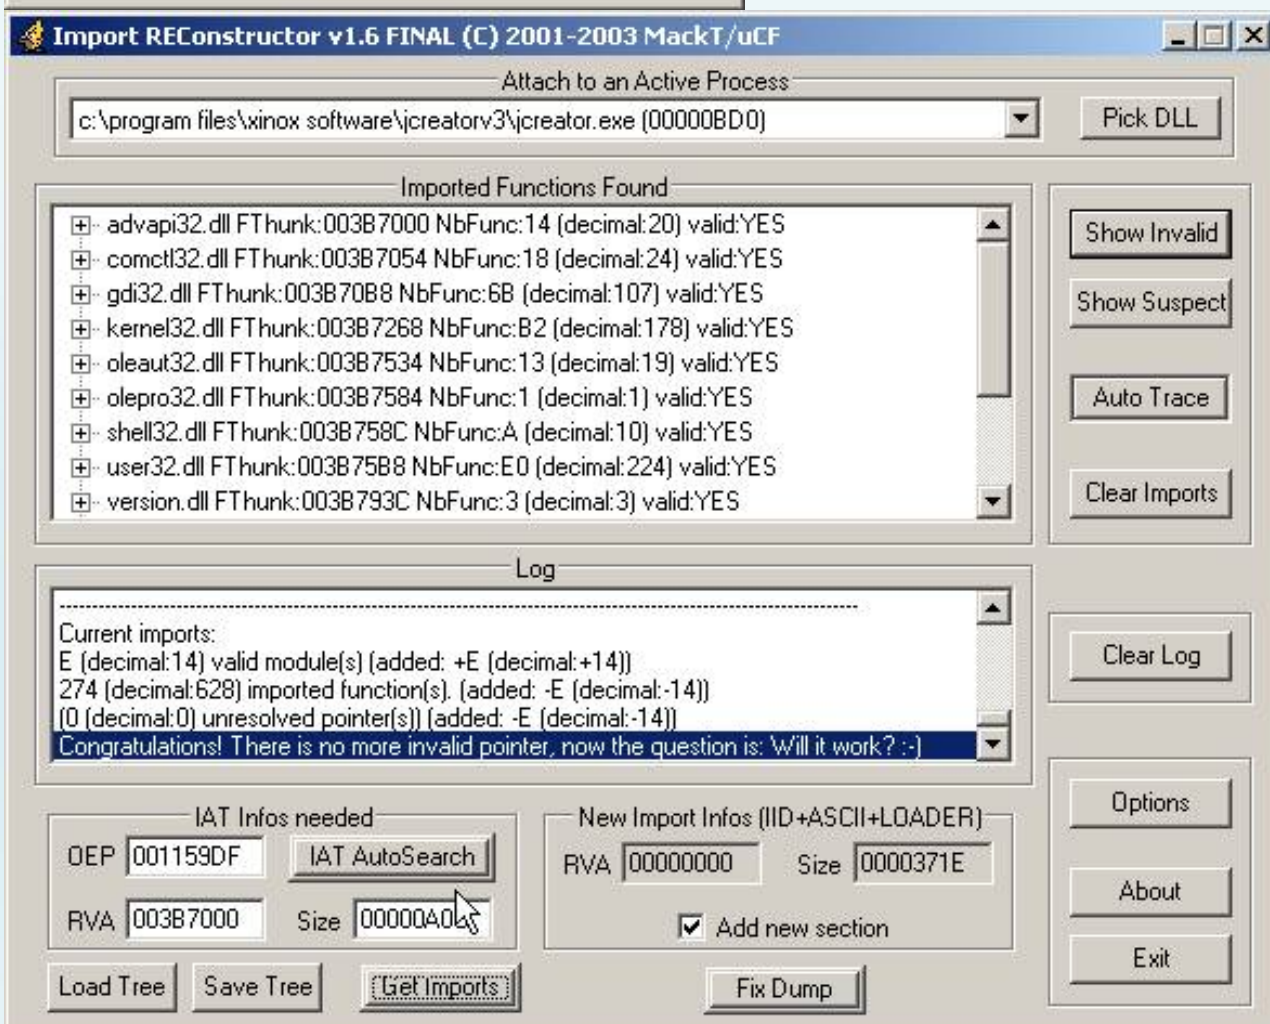 Import REConstructor v1.6 FINAL (C) 2001-2003 MackT/uCF
Attach to an Active Process
c:\program files\xinox software\jcreatorv3\jcreator.exe (00000BD0)
Pick DLL
Imported Functions Found
advapi32.dll FThunk:003B7000 NbFunc:14 (decimal:20) valid:YES
comctl32.dll FThunk:003B7054 NbFunc:18 (decimal:24) valid:YES
gdi32.dll FThunk:003B70B8 NbFunc:6B (decimal:107) valid:YES
kernel32.dll FThunk:003B7268 NbFunc:B2 (decimal:178) valid:YES
oleaut32.dll FThunk:003B7534 NbFunc:13 (decimal:19) valid:YES
olepro32.dll FThunk:003B7584 NbFunc:1 (decimal:1) valid:YES
shell32.dll FThunk:003B758C NbFunc:A (decimal:10) valid:YES
user32.dll FThunk:003B75B8 NbFunc:E0 (decimal:224) valid:YES
version.dll FThunk:003B793C NbFunc:3 (decimal:3) valid:YES
Show Invalid
Show Suspect
Auto Trace
Clear Imports
Log
Current imports:
E (decimal:14) valid module(s) (added: +E (decimal:+14))
274 (decimal:628) imported function(s). (added: -E (decimal:-14))
(0 (decimal:0) unresolved pointer(s)) (added: -E (decimal:-14))
Congratulations! There is no more invalid pointer, now the question is: Will it work? :-)
Clear Log
IAT Infos needed
OEP 001159DF IAT AutoSearch
RVA 003B7000 Size
New Import Infos (IID+ASCII+LOADER)
RVA 00000000 Size 0000371E
Add new section
Options
About
Exit
Load Tree Save Tree Get Imports Fix Dump